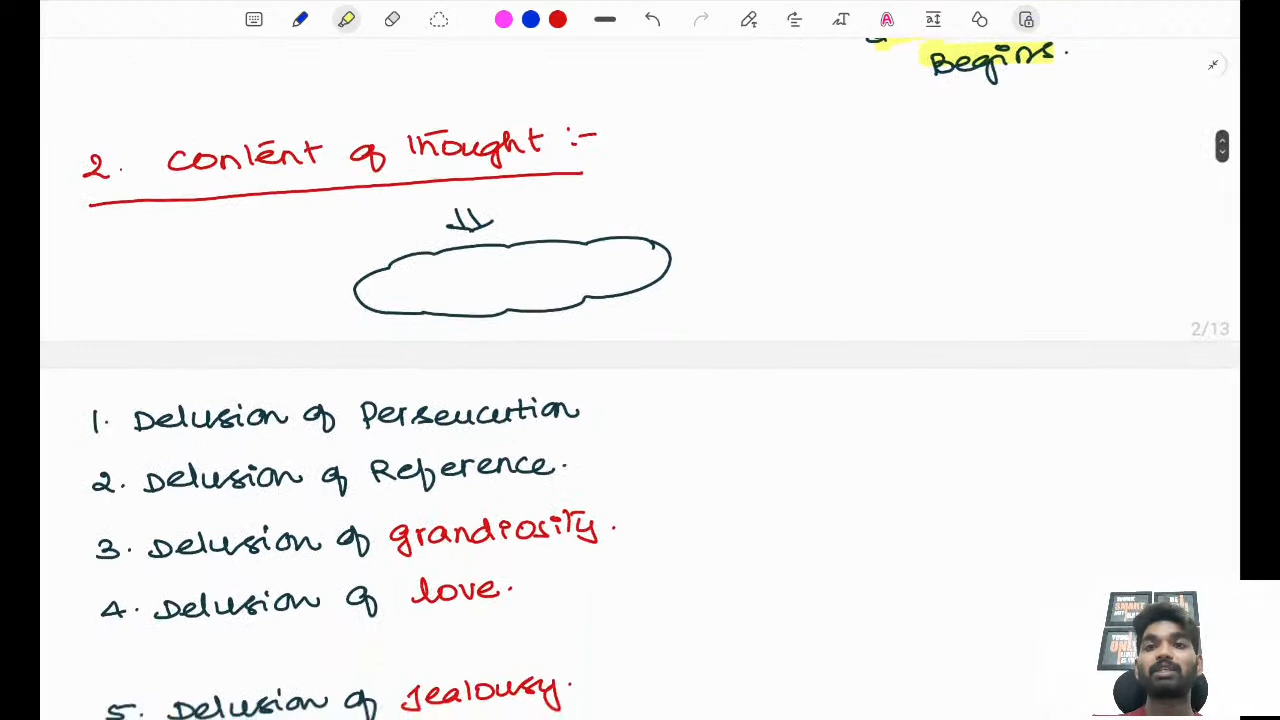 Begins.
2. Content of thought :-
2/13
1. Delusion of Perseucution
2. Delusion of Reference.
3. Delusion of grandiosity.
4. Delusion of love.
5. Delusion of Jealousy.